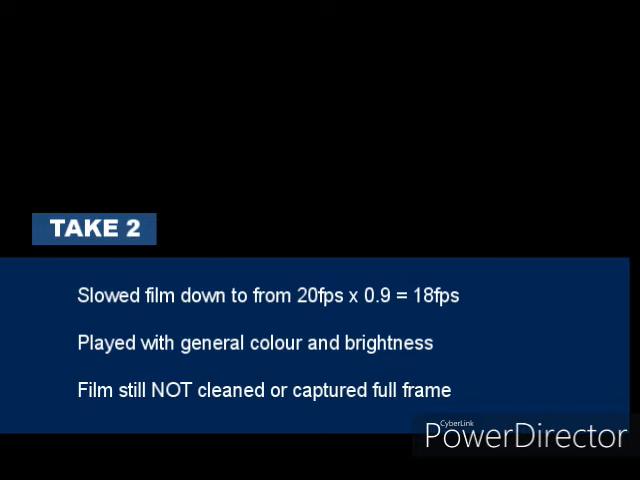 TAKE 2
Slowed film down to from 20fps x 0.9 = 18fps
Played with general colour and brightness
Film still NOT cleaned or captured full frame
CyberLink
PowerDirector